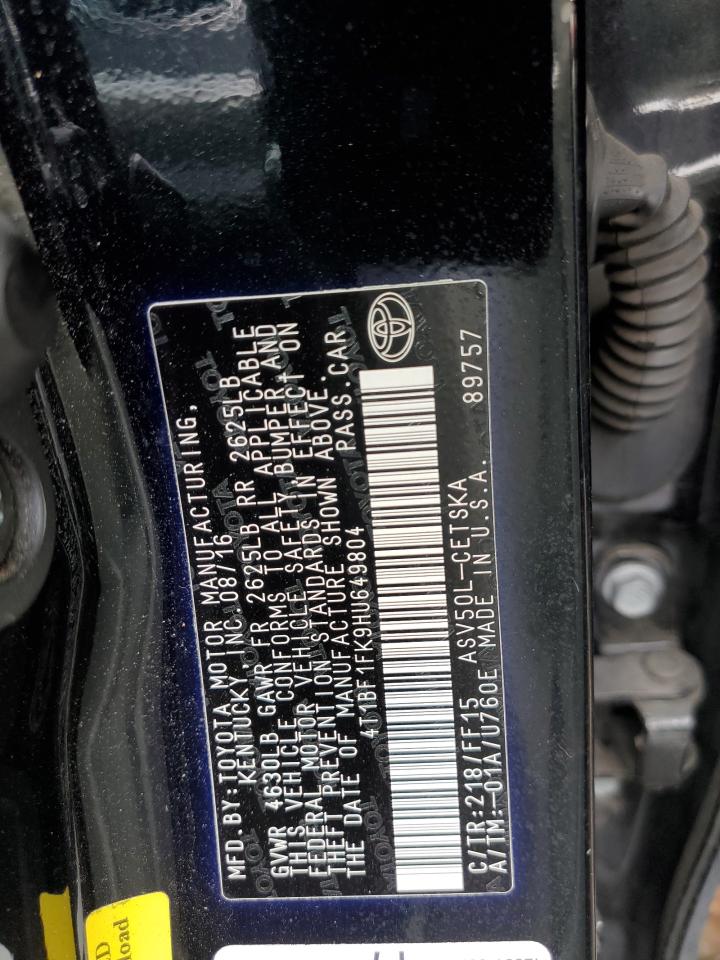 MFD.BY:TOYOTA MOTOR MANUFACTURING,
KENTUCKY, INC. 08/16
GVWR 4630LB GAWR FR 2625LB RR 2625LB
THIS VEHICLE CONFORMS TO ALL APPLICABLE
FEDERAL MOTOR VEHICLE SAFETY, BUMPER, AND
THEFT PREVENTION STANDARDS IN EFFECT ON
THE DATE OF MANUFACTURE SHOWN ABOVE.
4T1BF1FK9HU649804 PASS.CAR
C/TR:218/FF15 ASV50L-CETSKA 89757
A/TM:-01A/U760E MADE IN U.S.A.
load